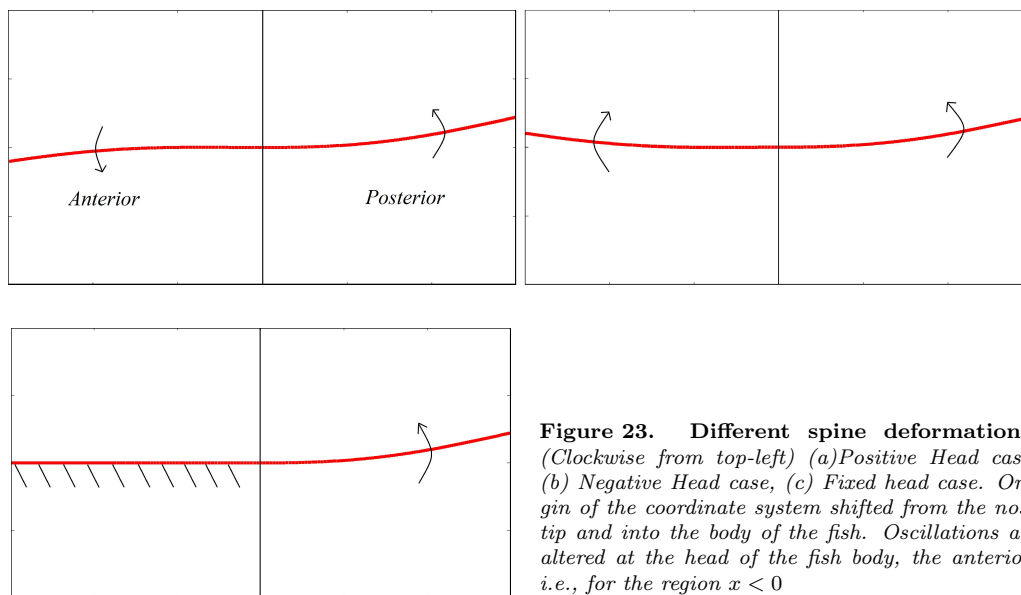 Anterior
Posterior
Figure 23. Different spine deformation
(Clockwise from top-left) (a)Positive Head cas
(b) Negative Head case, (c) Fixed head case. Or
gin of the coordinate system shifted from the no
tip and into the body of the fish. Oscillations a
altered at the head of the fish body, the anterio
i.e., for the region x < 0